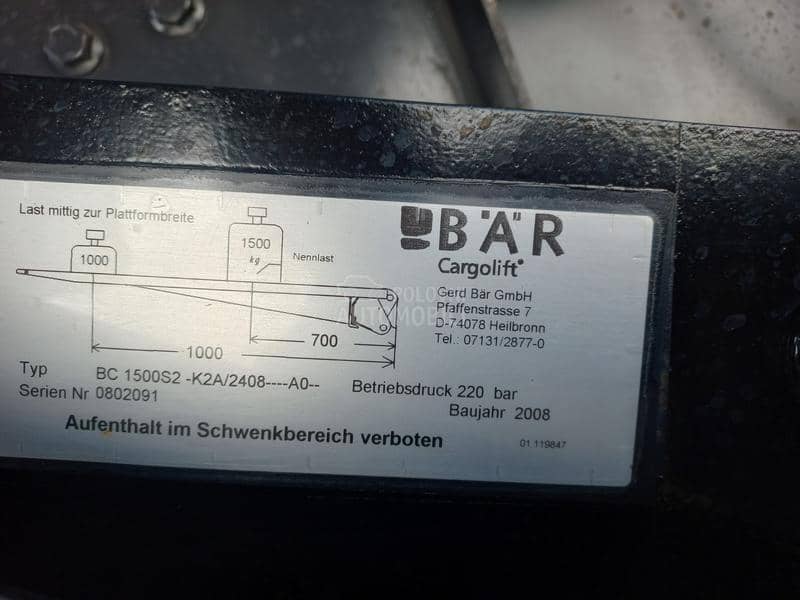 Last mittig zur Plattformbreite
1000
1500
kg
Nennlast
700
1000
BÄR
Cargolift
Gerd Bär GmbH
Pfaffenstrasse 7
D-74078 Heilbronn
Tel.: 07131/2877-0
Typ BC 1500S2 -K2A/2408----A0-- Betriebsdruck 220 bar
Serien Nr 0802091 Baujahr 2008
Aufenthalt im Schwenkbereich verboten
01.119847